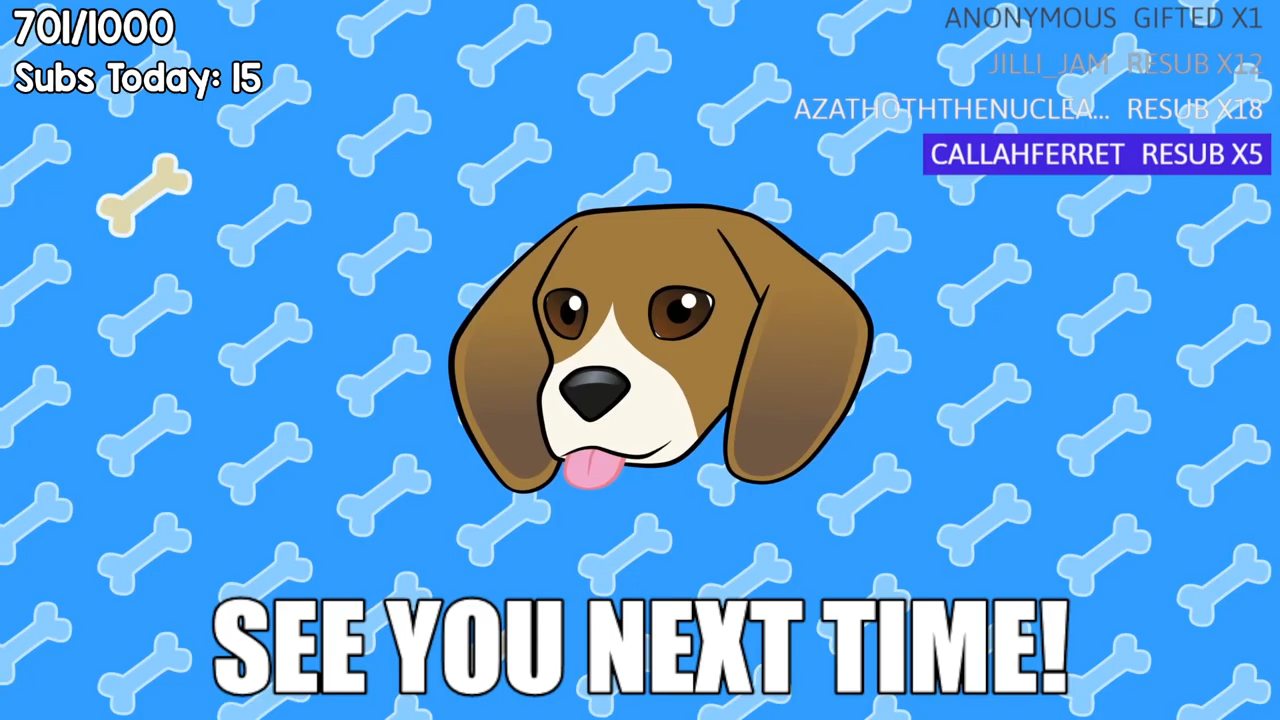 701/1000
Subs Today: 15
ANONYMOUS GIFTED X1
JILLI_JAM RESUB X12
AZATHOTHTHENUCLEA... RESUB X18
CALLAHFERRET RESUB X5
SEE YOU NEXT TIME!